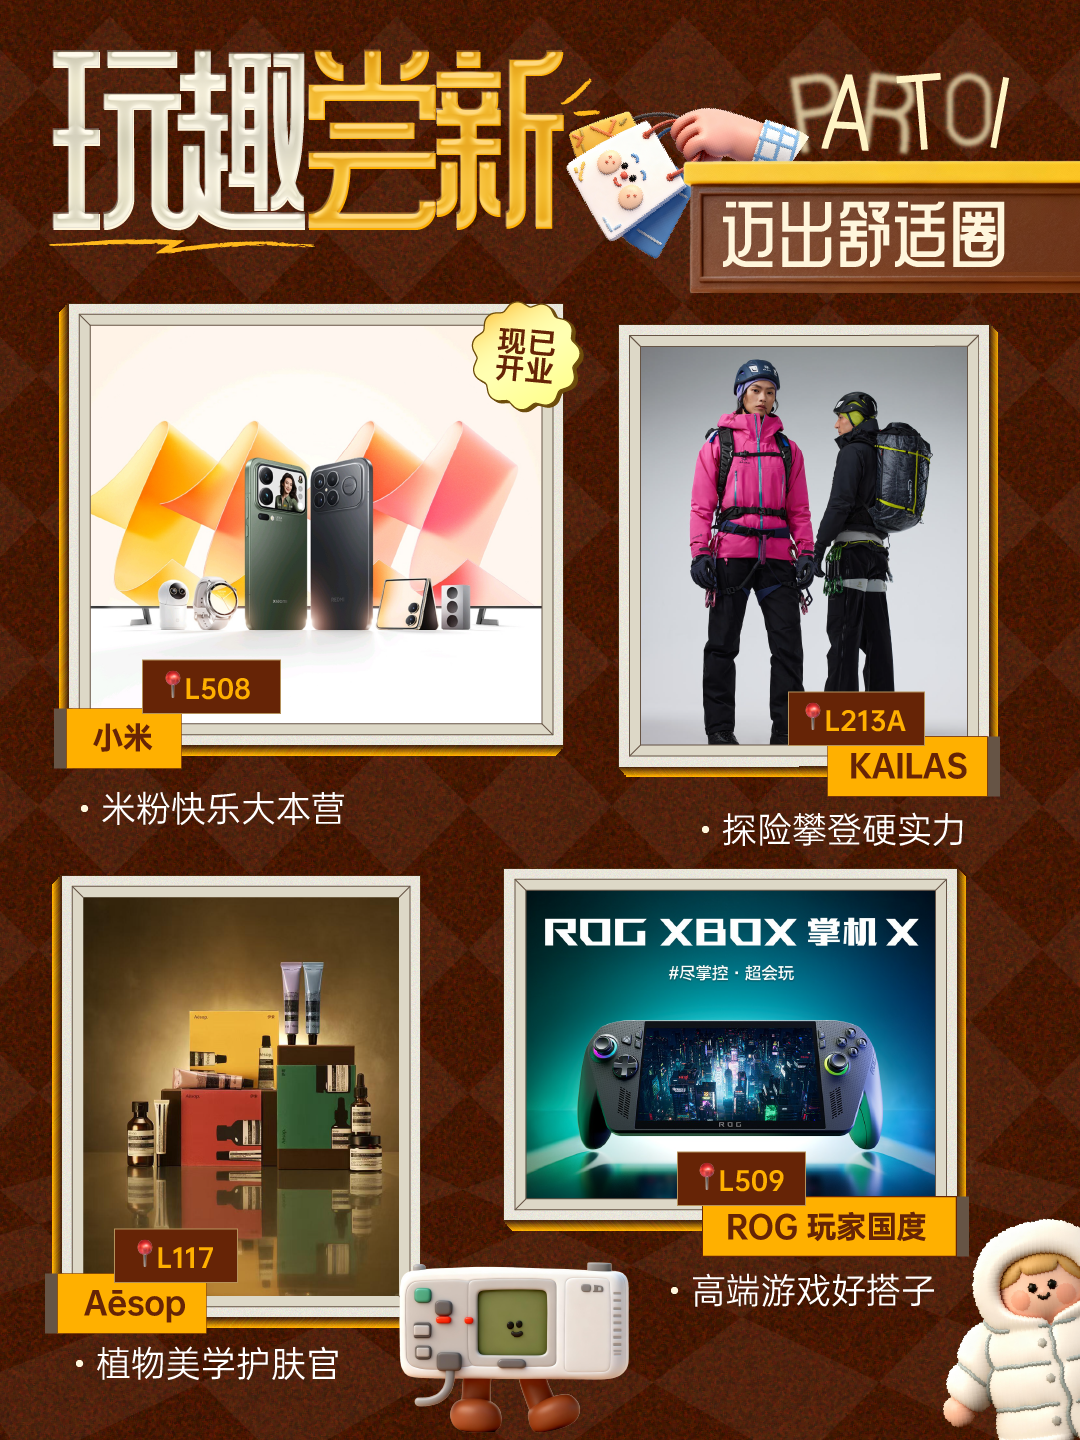 玩趣尝新
PART 01
迈出舒适圈
现已
开业
L508
小米
·米粉快乐大本营
L213A
KAILAS
·探险攀登硬实力
L117
Aēsop
·植物美学护肤官
ROG XBOX 掌机 X
#尽掌控·超会玩
ROG
L509
ROG 玩家国度
·高端游戏好搭子